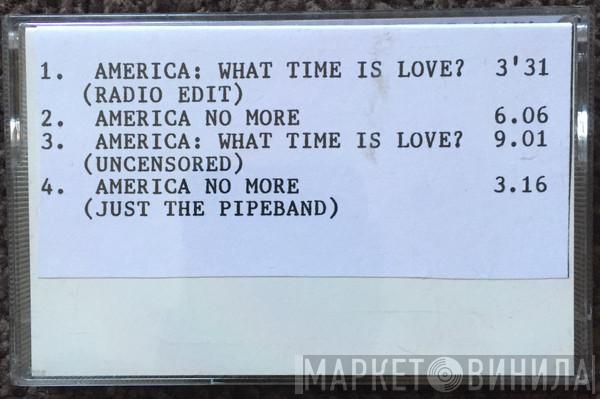 1. AMERICA: WHAT TIME IS LOVE? 3'31
(RADIO EDIT)
2. AMERICA NO MORE 6.06
3. AMERICA: WHAT TIME IS LOVE? 9.01
(UNCENSORED)
4. AMERICA NO MORE 3.16
(JUST THE PIPEBAND)
МАРКЕТ ВИНИЛА